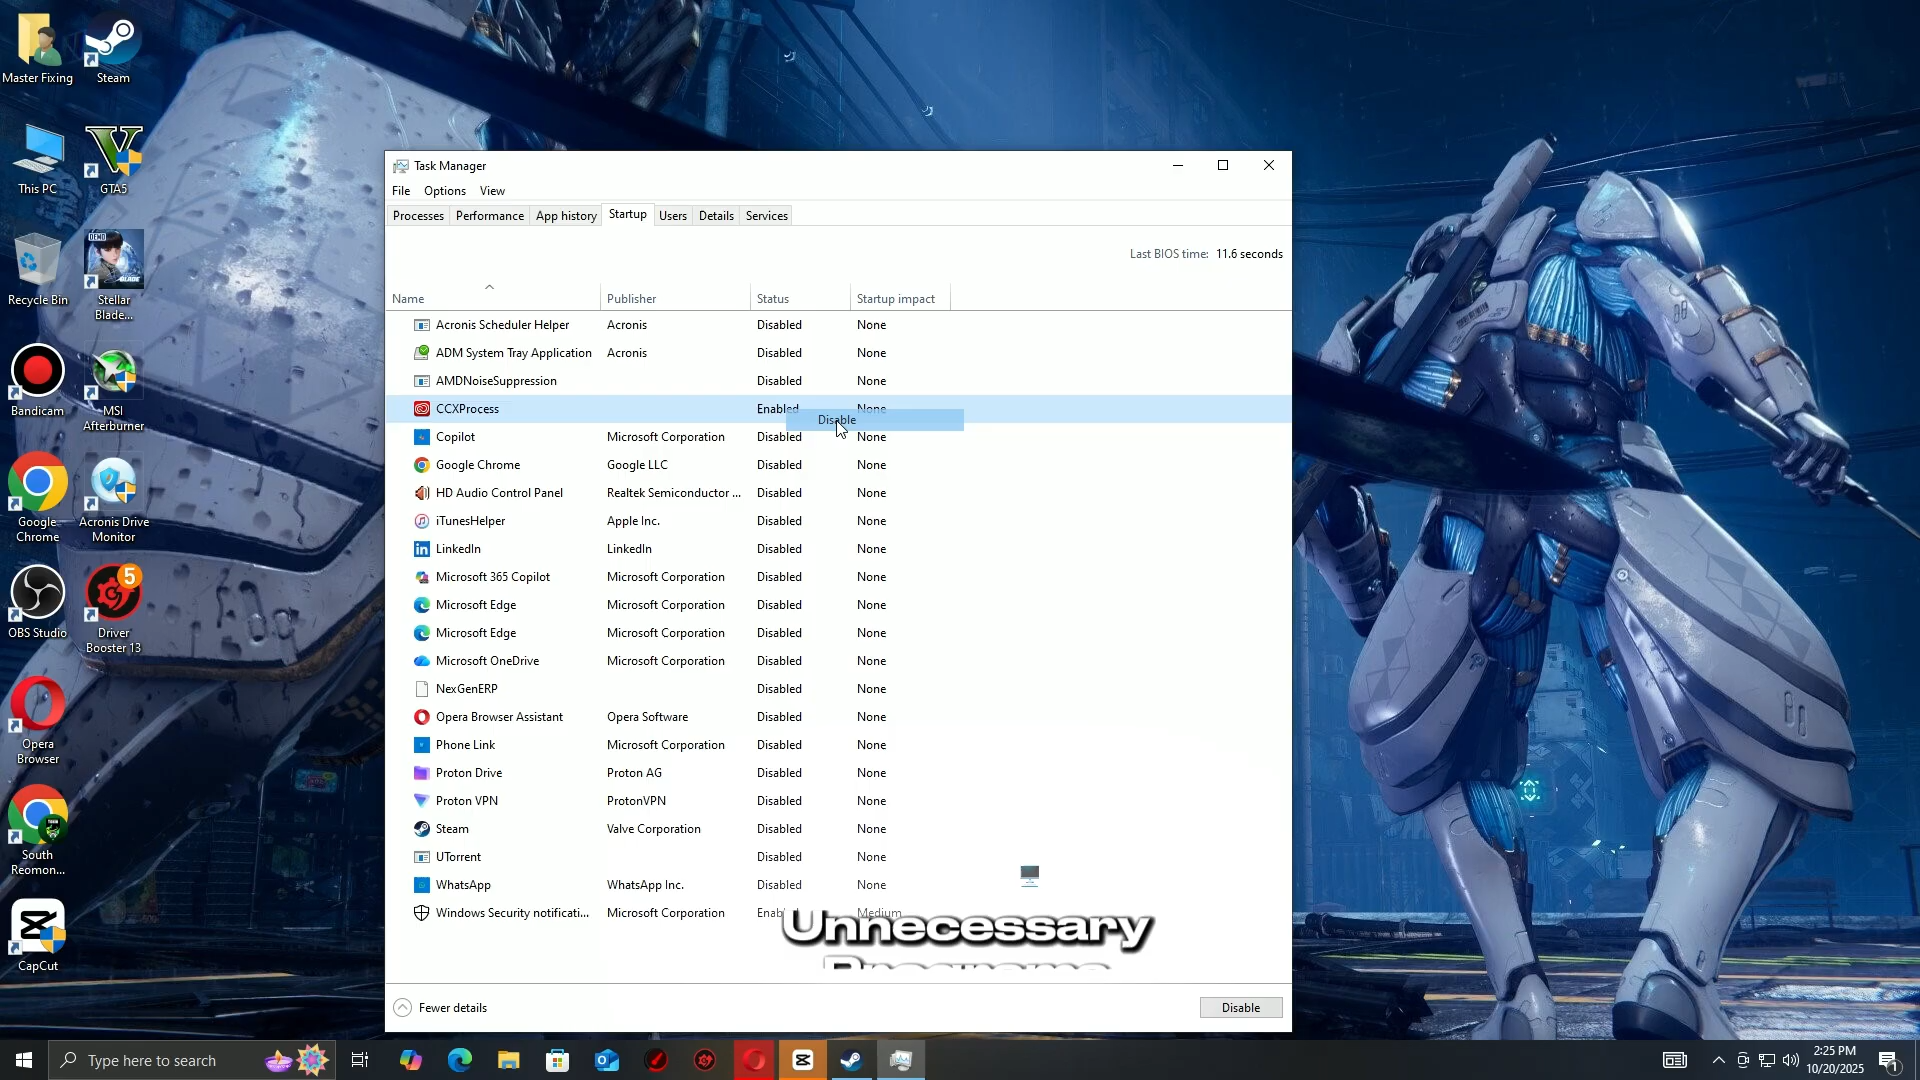 Master Fixing
Steam
This PC
GTA5
Recycle Bin
DEMO
BLADE
Stellar
Blade...
Bandicam
MSI
Afterburner
Google
Chrome
Acronis Drive
Monitor
OBS Studio
5
Driver
Booster 13
Opera
Browser
South
Reomon...
CapCut
Task Manager
File Options View
Processes Performance App history Startup Users Details Services
Last BIOS time: 11.6 seconds
Name Publisher Status Startup impact
Acronis Scheduler Helper Acronis Disabled None
ADM System Tray Application Acronis Disabled None
AMDNoiseSuppression Disabled None
CCXProcess Enabled None
Disable
Copilot Microsoft Corporation Disabled None
Google Chrome Google LLC Disabled None
HD Audio Control Panel Realtek Semiconductor ... Disabled None
iTunesHelper Apple Inc. Disabled None
LinkedIn LinkedIn Disabled None
Microsoft 365 Copilot Microsoft Corporation Disabled None
Microsoft Edge Microsoft Corporation Disabled None
Microsoft Edge Microsoft Corporation Disabled None
Microsoft OneDrive Microsoft Corporation Disabled None
NexGenERP Disabled None
Opera Browser Assistant Opera Software Disabled None
Phone Link Microsoft Corporation Disabled None
Proton Drive Proton AG Disabled None
Proton VPN ProtonVPN Disabled None
Steam Valve Corporation Disabled None
UTorrent Disabled None
WhatsApp WhatsApp Inc. Disabled None
Windows Security notificati... Microsoft Corporation Medium
Unnecessary
Fewer details Disable
Type here to search
2:25 PM
10/20/2025
1